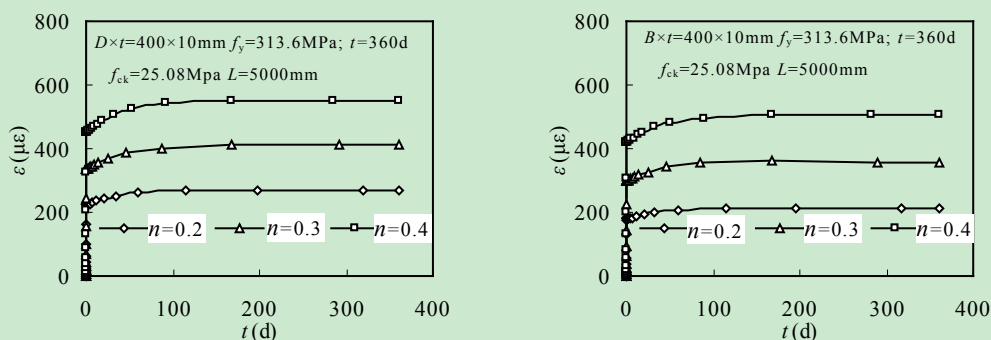 800
600
400
200
0
ε(με)
D×t=400×10mm fy=313.6MPa; t=360d
fck=25.08Mpa L=5000mm
n=0.2 n=0.3 n=0.4
0 100 200 300 400
t(d)
800
600
400
200
0
ε(με)
B×t=400×10mm fy=313.6MPa; t=360d
fck=25.08Mpa L=5000mm
n=0.2 n=0.3 n=0.4
0 100 200 300 400
t(d)